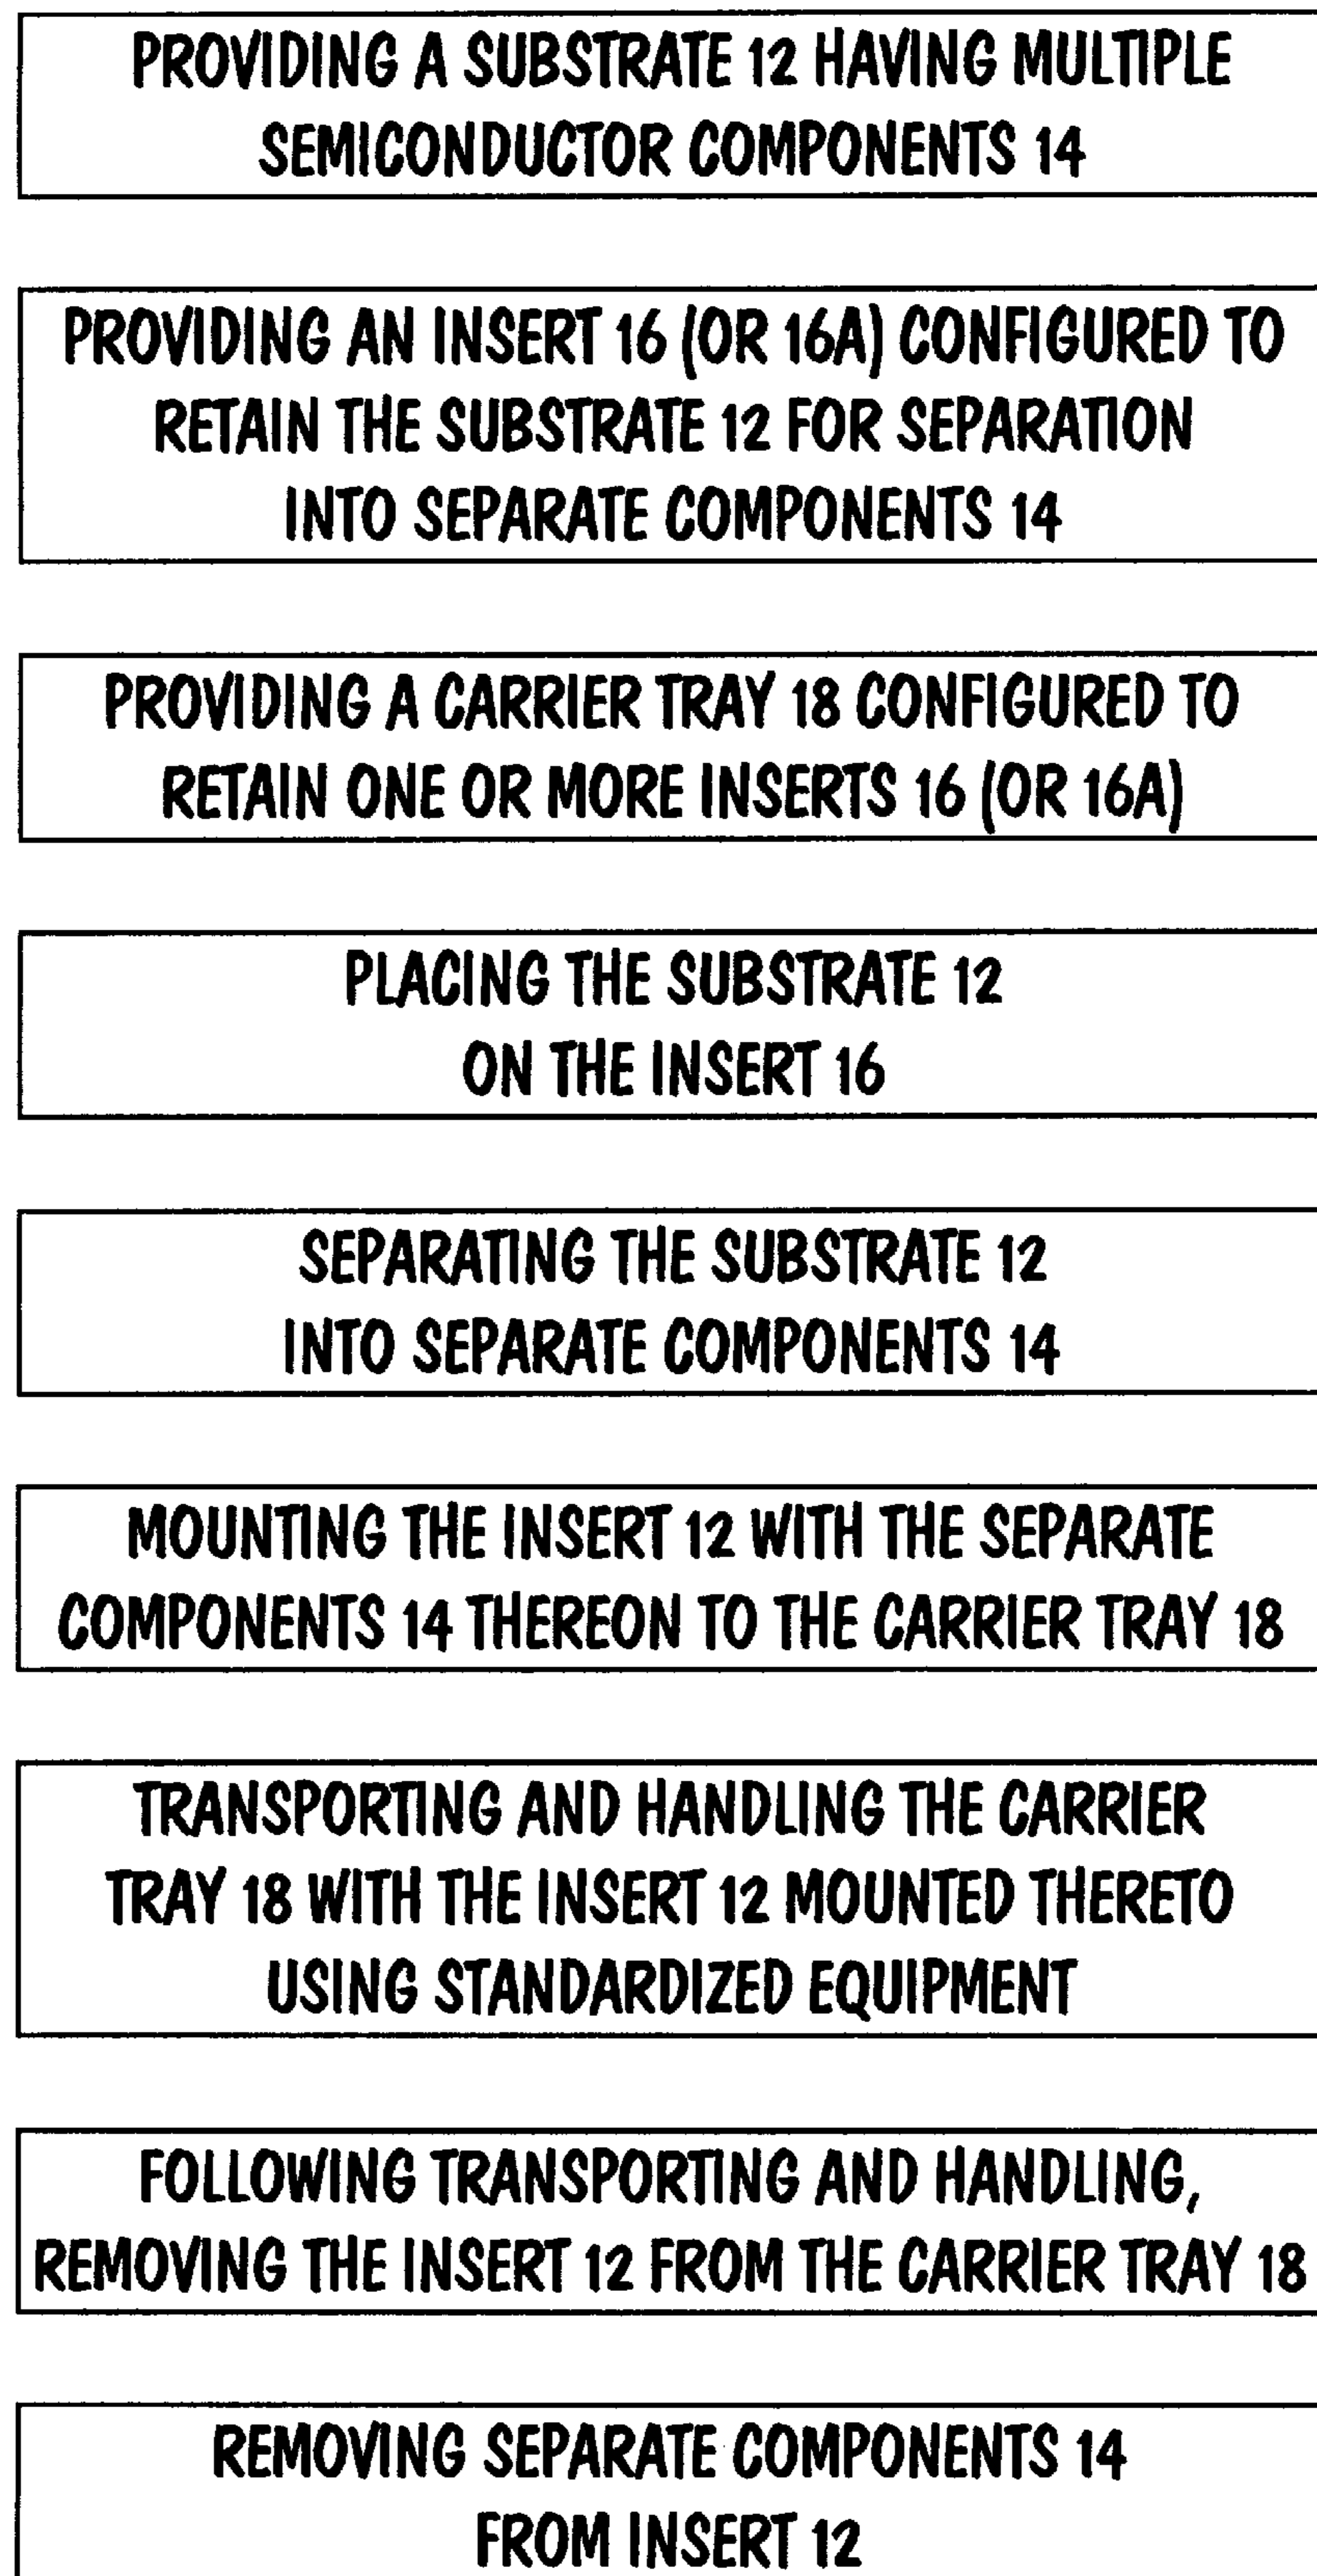 PROVIDING A SUBSTRATE 12 HAVING MULTIPLE
SEMICONDUCTOR COMPONENTS 14
PROVIDING AN INSERT 16 (OR 16A) CONFIGURED TO
RETAIN THE SUBSTRATE 12 FOR SEPARATION
INTO SEPARATE COMPONENTS 14
PROVIDING A CARRIER TRAY 18 CONFIGURED TO
RETAIN ONE OR MORE INSERTS 16 (OR 16A)
PLACING THE SUBSTRATE 12
ON THE INSERT 16
SEPARATING THE SUBSTRATE 12
INTO SEPARATE COMPONENTS 14
MOUNTING THE INSERT 12 WITH THE SEPARATE
COMPONENTS 14 THEREON TO THE CARRIER TRAY 18
TRANSPORTING AND HANDLING THE CARRIER
TRAY 18 WITH THE INSERT 12 MOUNTED THERETO
USING STANDARDIZED EQUIPMENT
FOLLOWING TRANSPORTING AND HANDLING,
REMOVING THE INSERT 12 FROM THE CARRIER TRAY 18
REMOVING SEPARATE COMPONENTS 14
FROM INSERT 12